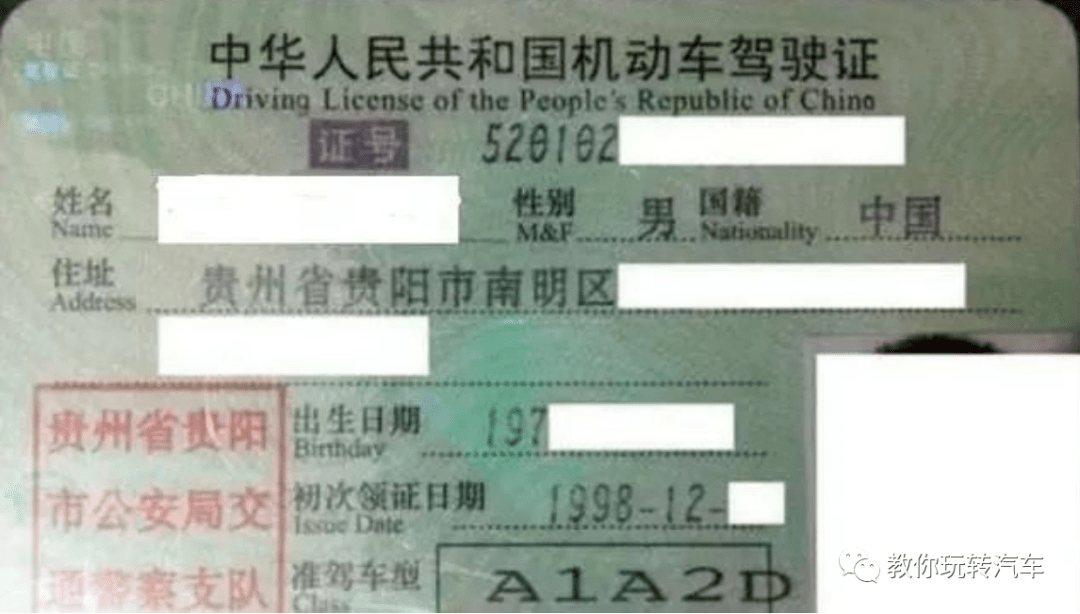 中华人民共和国机动车驾驶证
Driving License of the People's Republic of China
证号 520102
姓名 性别 男 国籍 中国
Name M&F Nationality
住址 贵州省贵阳市南明区
Address
贵州省贵阳
市公安局交
通警察支队
出生日期 197
Birthday
初次领证日期 1998-12-
Issue Date
准驾车型 A1A2D
Class
教你玩转汽车